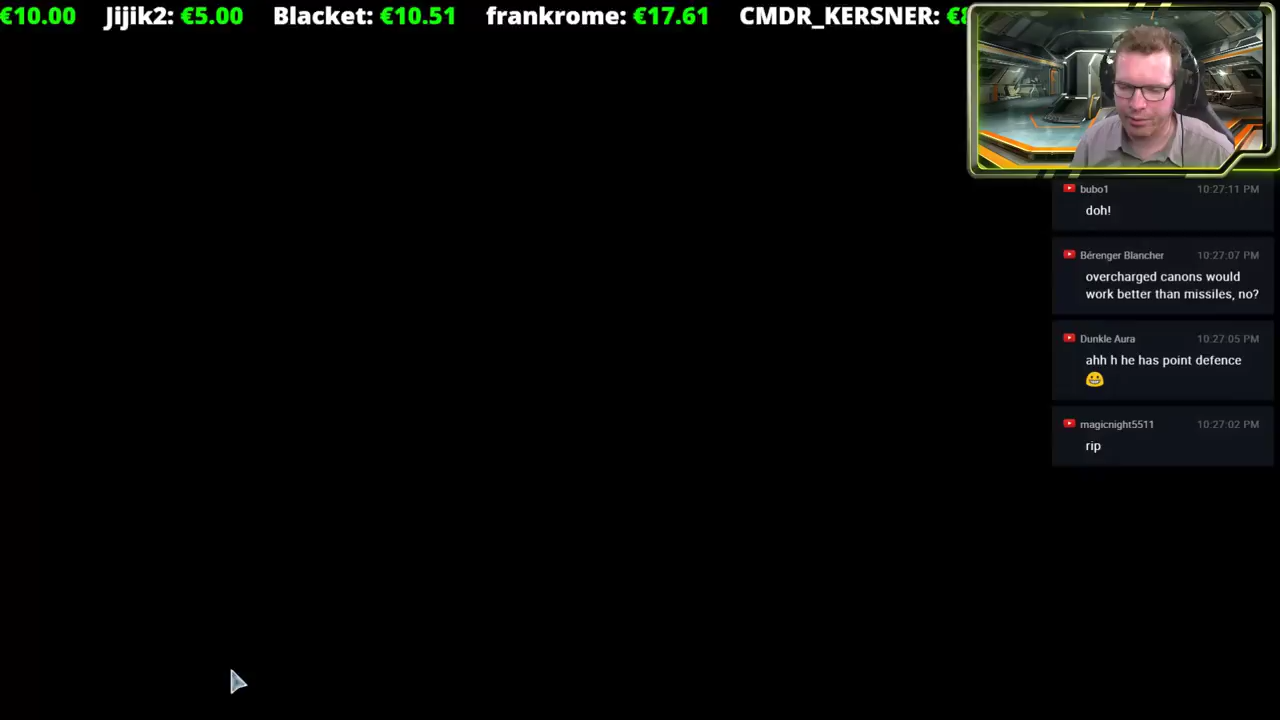 €10.00 Jijik2: €5.00 Blacket: €10.51 frankrome: €17.61 CMDR_KERSNER: €
bubo1 10:27:11 PM
doh!
Bérenger Blancher 10:27:07 PM
overcharged canons would
work better than missiles, no?
Dunkle Aura 10:27:05 PM
ahh h he has point defence
😀
magicnight5511 10:27:02 PM
rip